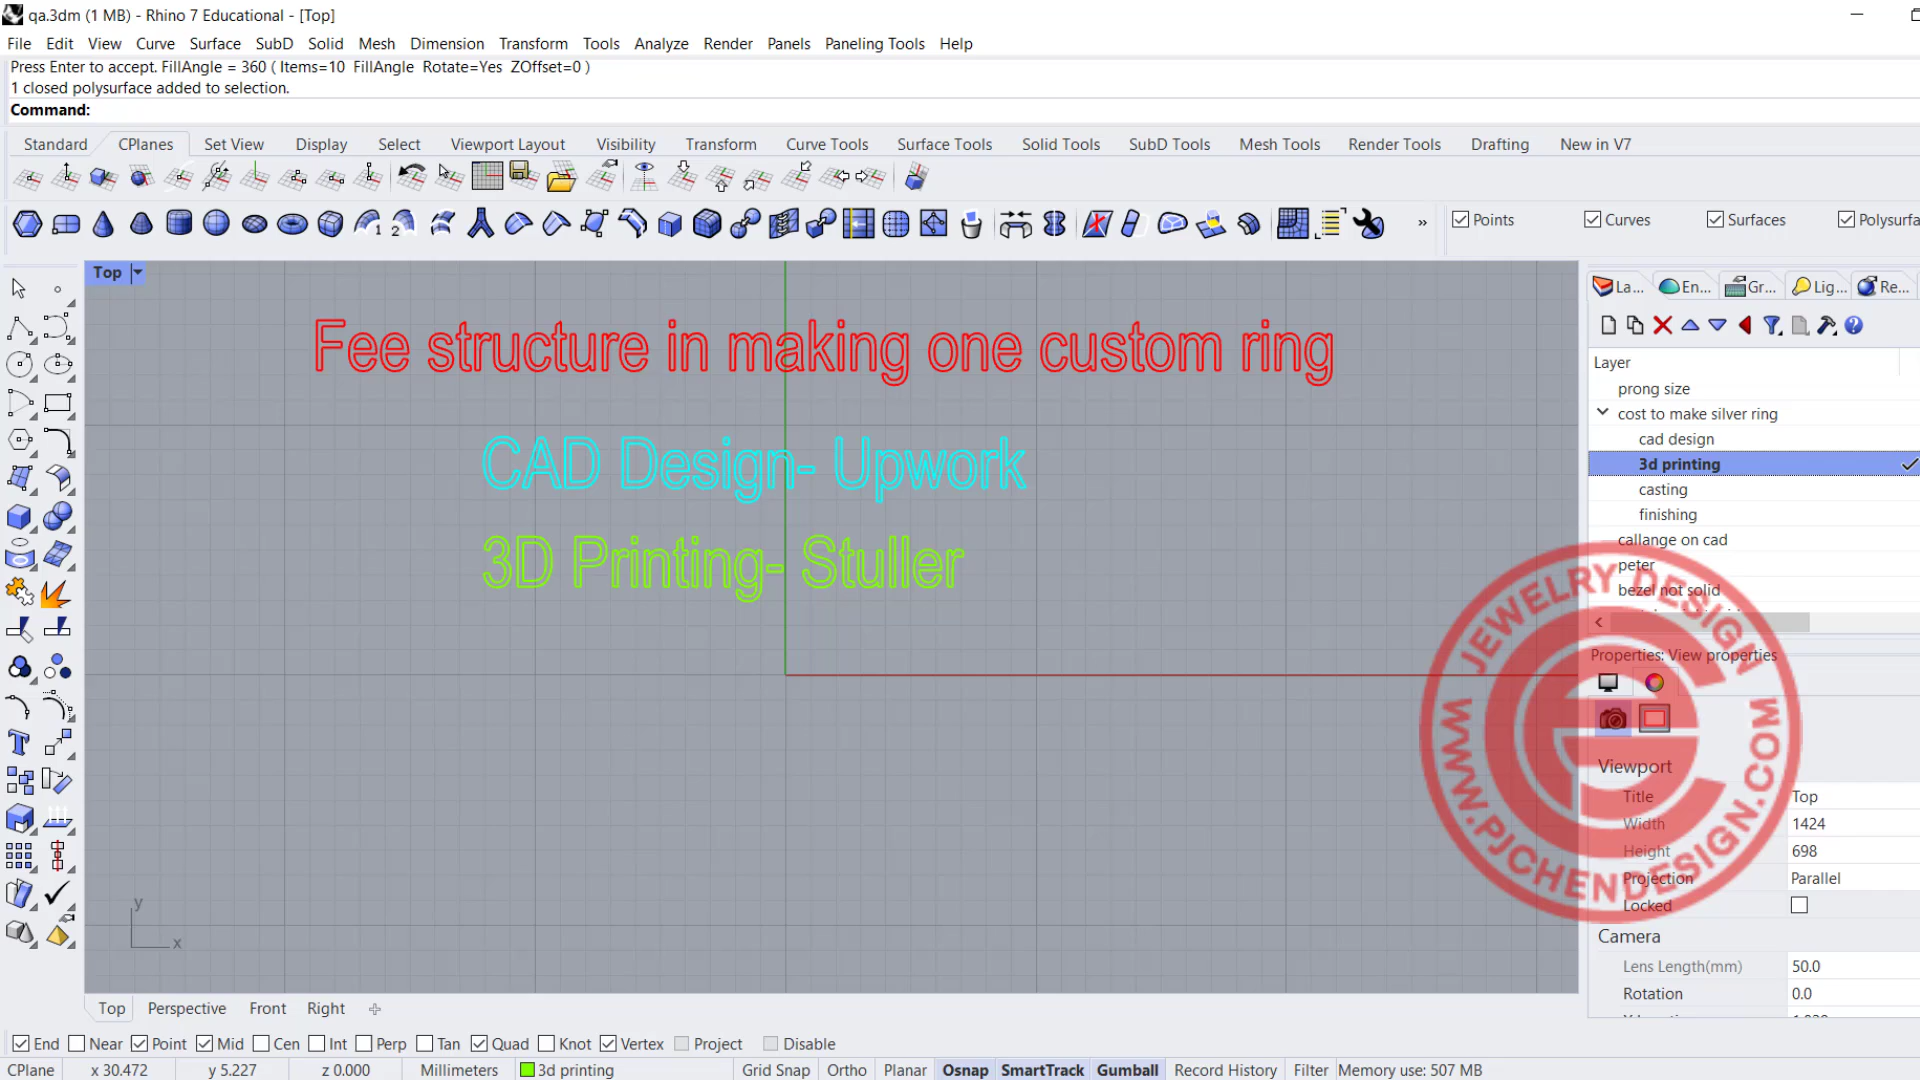 qa.3dm (1 MB) - Rhino 7 Educational - [Top]
File Edit View Curve Surface SubD Solid Mesh Dimension Transform Tools Analyze Render Panels Paneling Tools Help
Press Enter to accept. FillAngle = 360 ( Items=10 FillAngle Rotate=Yes ZOffset=0 )
1 closed polysurface added to selection.
Command:
Standard CPlanes Set View Display Select Viewport Layout Visibility Transform Curve Tools Surface Tools Solid Tools SubD Tools Mesh Tools Render Tools Drafting New in V7
» Points Curves Surfaces Polysurfa
Top
La... En... Gr... Lig... Re...
Fee structure in making one custom ring
CAD Design- Upwork
3D Printing- Stuller
Layer
prong size
cost to make silver ring
cad design
3d printing
casting
finishing
callange on cad
peter
bezel not solid
Properties: View properties
Viewport
Title Top
Width 1424
Height 698
Projection Parallel
Locked
Camera
Lens Length(mm) 50.0
Rotation 0.0
JEWELRY DESIGN
WWW.PJCHENDESIGN.COM
y
x
Top Perspective Front Right
End Near Point Mid Cen Int Perp Tan Quad Knot Vertex Project Disable
CPlane x 30.472 y 5.227 z 0.000 Millimeters 3d printing Grid Snap Ortho Planar Osnap SmartTrack Gumball Record History Filter Memory use: 507 MB